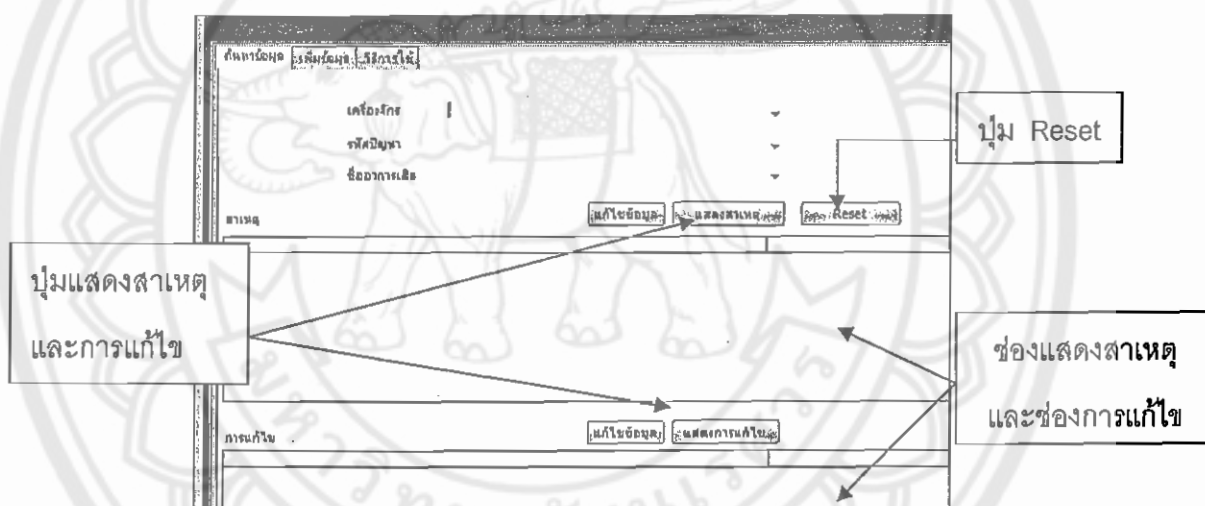 ค้นหาข้อมูล เพิ่มข้อมูล วิธีการใช้
เครื่องจักร
รหัสปัญหา
ชื่ออาการเสีย
ปุ่ม Reset
สาเหตุ แก้ไขข้อมูล แสดงสาเหตุ Reset
ปุ่มแสดงสาเหตุ
และการแก้ไข
ช่องแสดงสาเหตุ
และช่องการแก้ไข
การแก้ไข แก้ไขข้อมูล แสดงการแก้ไข